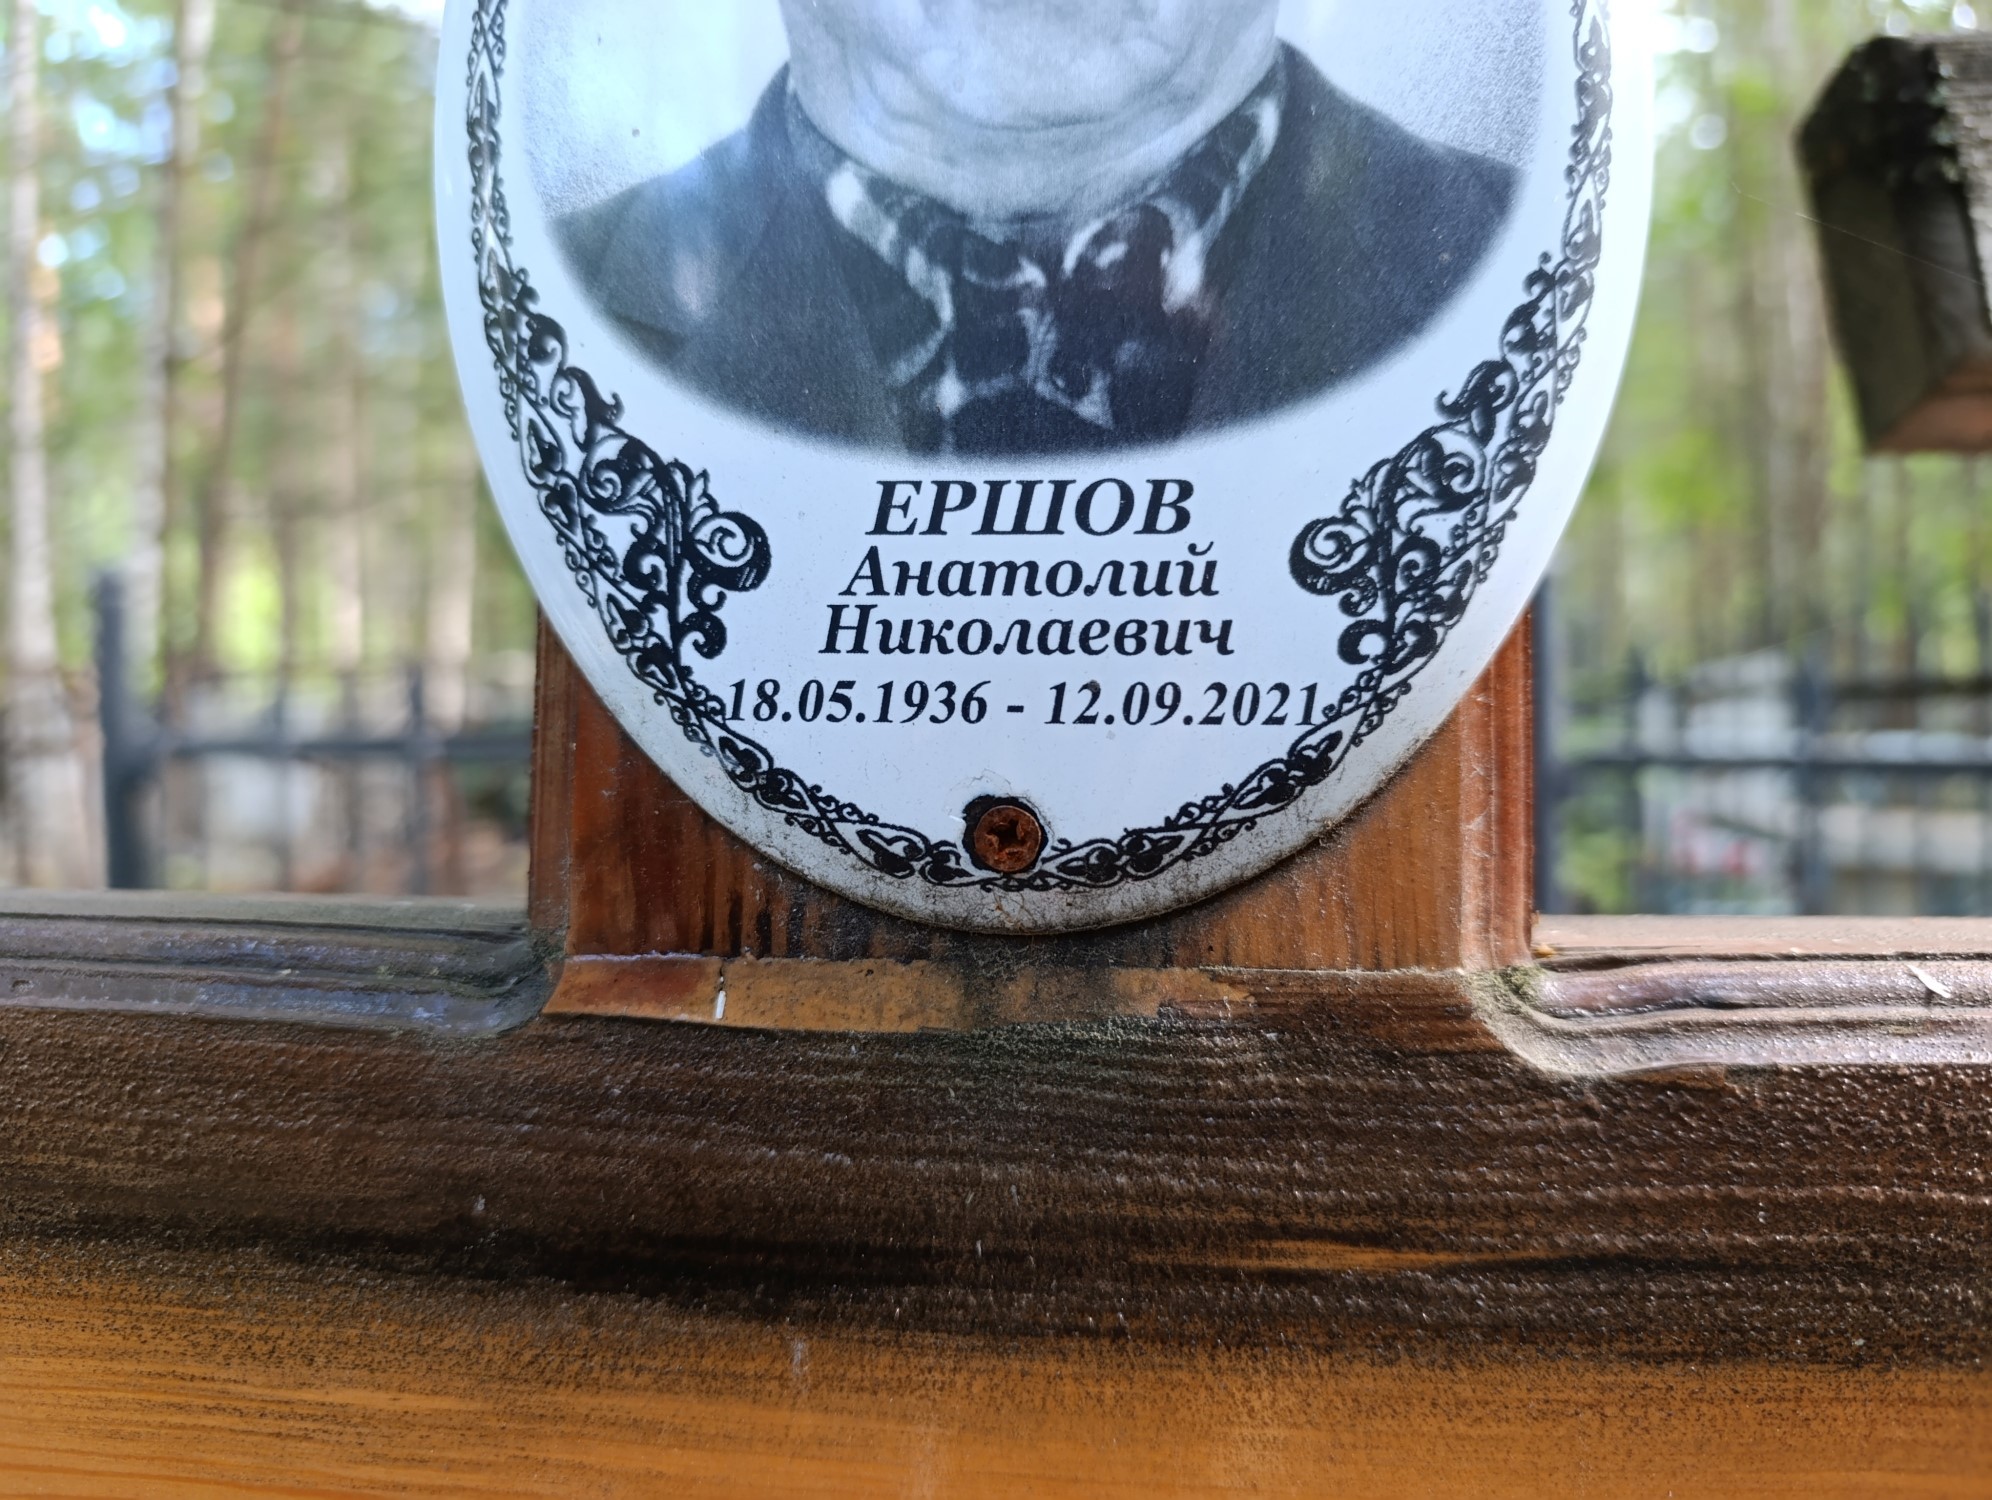 ЕРШОВ
Анатолий
Николаевич
18.05.1936 - 12.09.2021